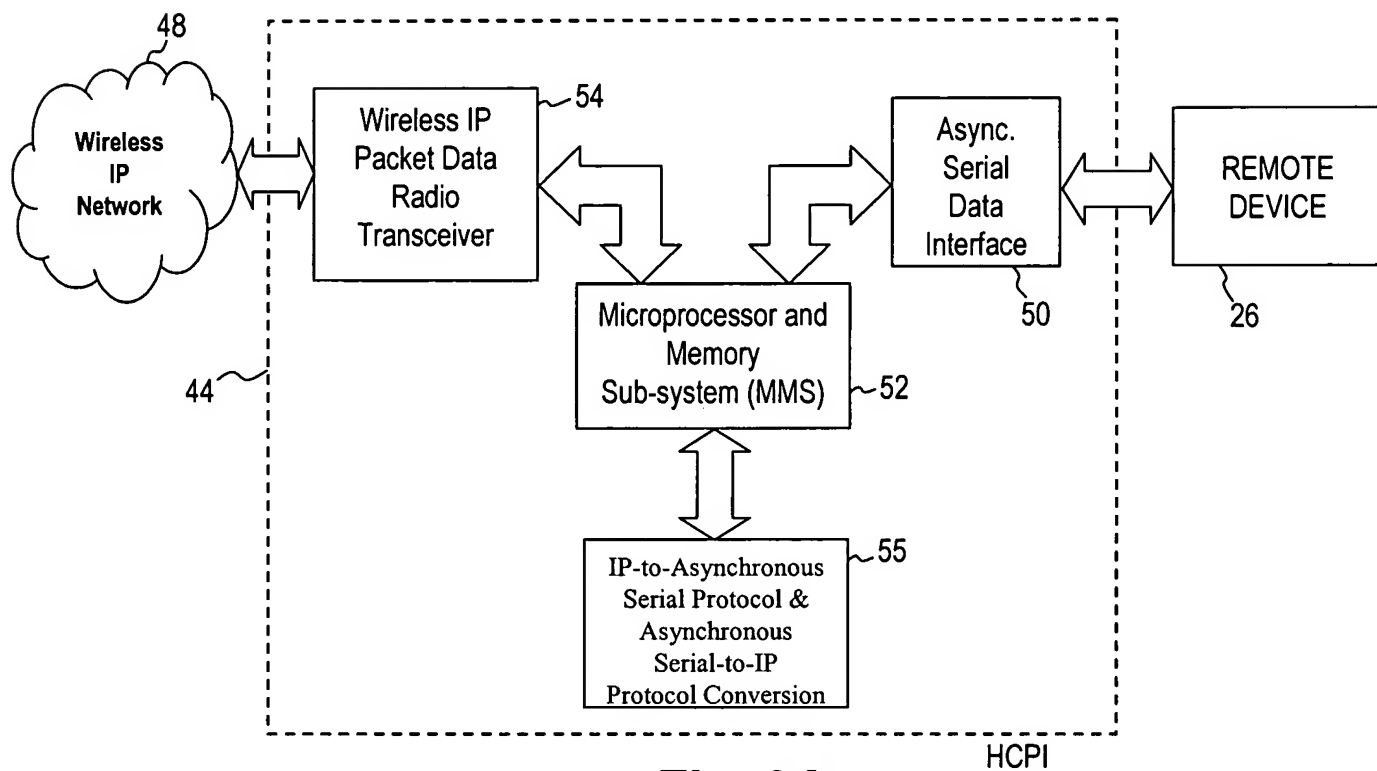 48
Wireless
IP
Network
54
Wireless IP
Packet Data
Radio
Transceiver
Async.
Serial
Data
Interface
50
REMOTE
DEVICE
26
44
Microprocessor and
Memory
Sub-system (MMS)
52
55
IP-to-Asynchronous
Serial Protocol &
Asynchronous
Serial-to-IP
Protocol Conversion
HCPI